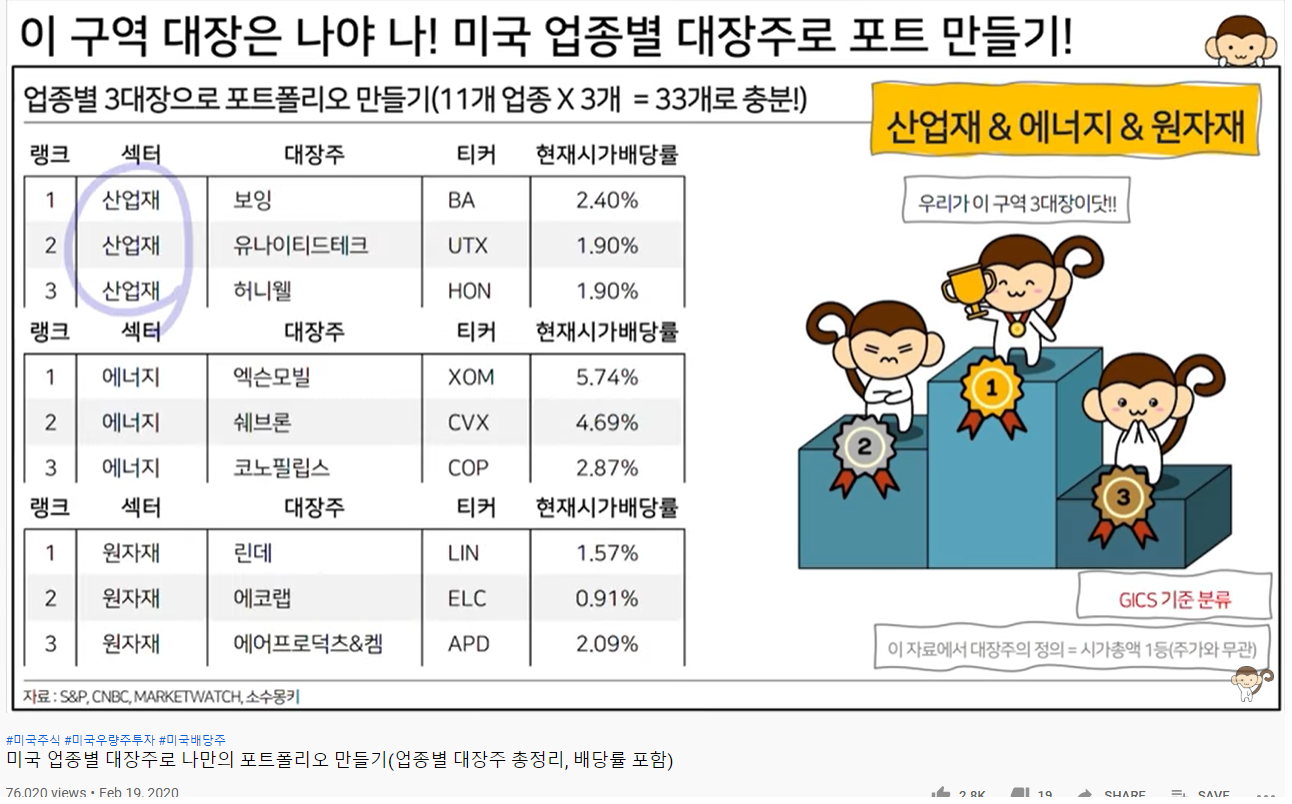 이 구역 대장은 나야 나! 미국 업종별 대장주로 포트 만들기!
업종별 3대장으로 포트폴리오 만들기(11개 업종 X 3개 = 33개로 충분!)
산업재 & 에너지 & 원자재
랭크 섹터 대장주 티커 현재시가배당률
1 산업재 보잉 BA 2.40%
2 산업재 유나이티드테크 UTX 1.90%
3 산업재 허니웰 HON 1.90%
랭크 섹터 대장주 티커 현재시가배당률
1 에너지 엑슨모빌 XOM 5.74%
2 에너지 쉐브론 CVX 4.69%
3 에너지 코노필립스 COP 2.87%
랭크 섹터 대장주 티커 현재시가배당률
1 원자재 린데 LIN 1.57%
2 원자재 에코랩 ELC 0.91%
3 원자재 에어프로덕츠&켐 APD 2.09%
우리가 이 구역 3대장이닷!!
1
2
3
GICS 기준 분류
이 자료에서 대장주의 정의 = 시가총액 1등(주가와 무관)
자료 : S&P, CNBC, MARKETWATCH, 소수몽키
#미국주식 #미국우량주투자 #미국배당주
미국 업종별 대장주로 나만의 포트폴리오 만들기(업종별 대장주 총정리, 배당률 포함)
76,020 views • Feb 19, 2020
2.8K 19 SHARE SAVE